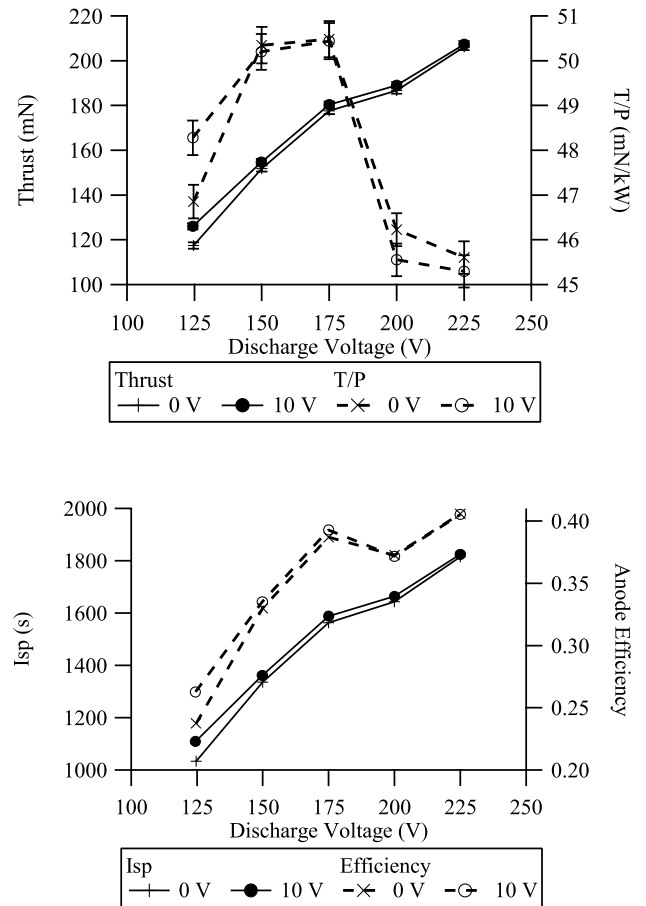 220
200
180
160
140
120
100
Thrust (mN)
51
50
49
48
47
46
45
T/P (mN/kW)
100 125 150 175 200 225 250
Discharge Voltage (V)
Thrust T/P
0 V 10 V 0 V 10 V
2000
1800
1600
1400
1200
1000
Isp (s)
0.40
0.35
0.30
0.25
0.20
Anode Efficiency
100 125 150 175 200 225 250
Discharge Voltage (V)
Isp Efficiency
0 V 10 V 0 V 10 V